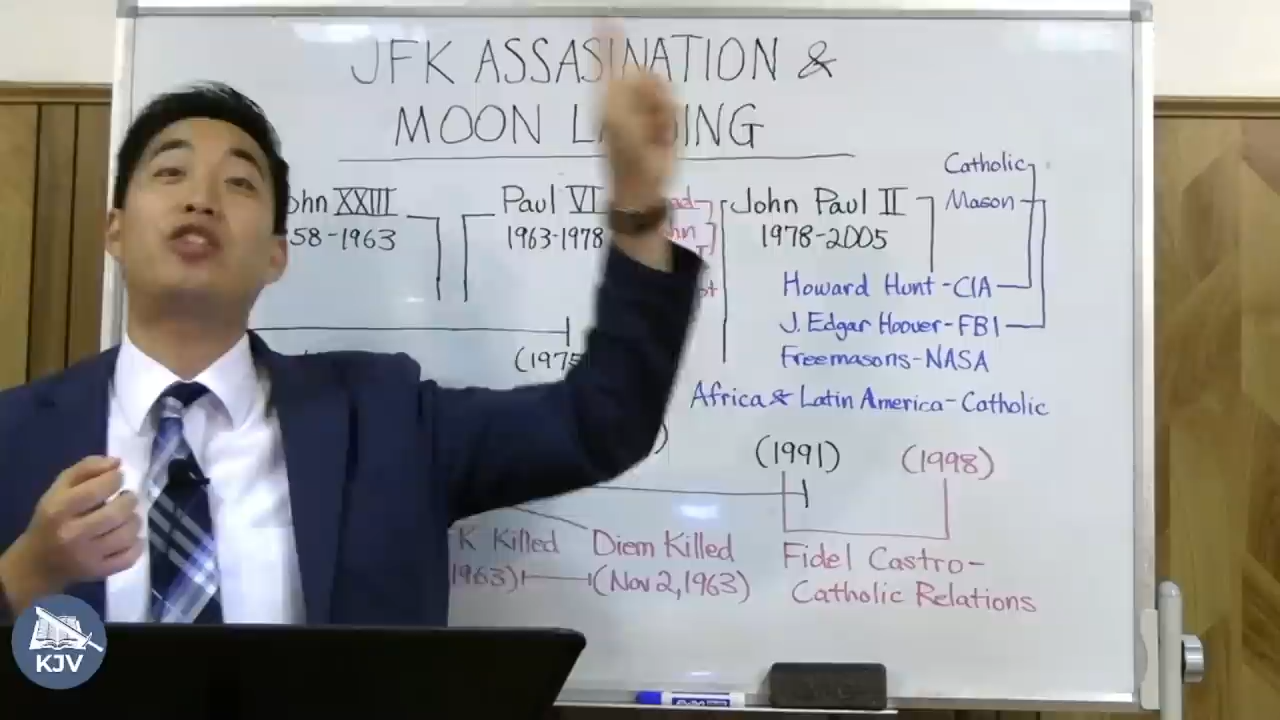 JFK ASSASINATION &
MOON
ohn XXIII
58-1963
Paul VI
1963-1978
John Paul II
1978-2005
Catholic
Mason
Howard Hunt-CIA
J. Edgar Hoover-FBI
Freemasons-NASA
Africa & Latin America-Catholic
(1975
(1991)
(1998)
K Killed
1963)
Diem Killed
(Nov 2,1963)
Fidel Castro-
Catholic Relations
KJV